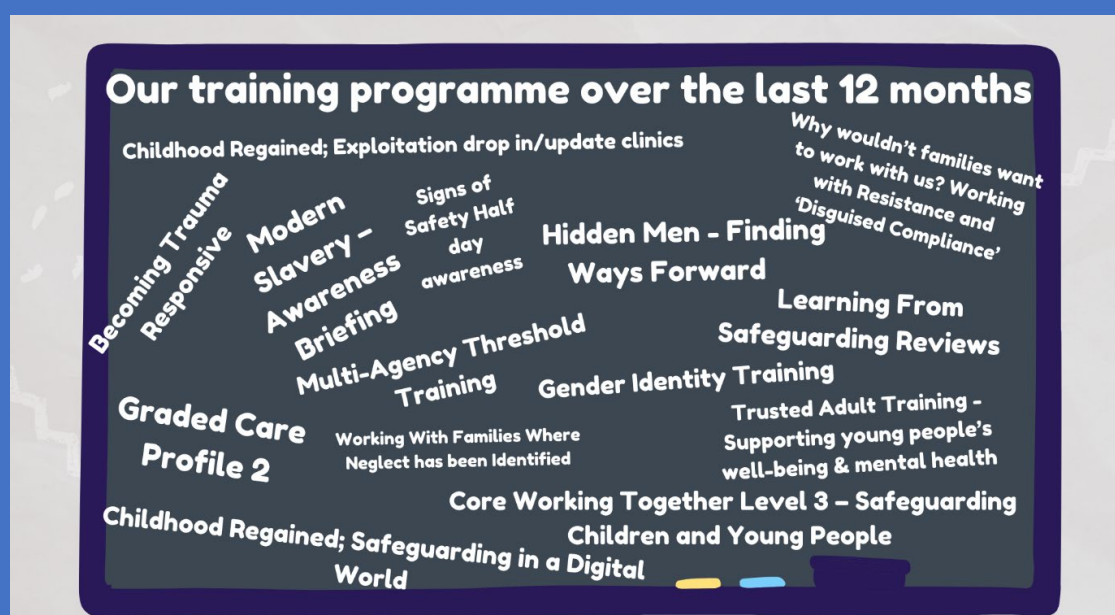 Our training programme over the last 12 months
Childhood Regained; Exploitation drop in/update clinics
Why wouldn't families want
to work with us? Working
with Resistance and
'Disguised Compliance'
Becoming Trauma
Responsive
Modern
Slavery –
Awareness
Briefing
Signs of
Safety Half
day
awareness
Hidden Men - Finding
Ways Forward
Learning From
Safeguarding Reviews
Multi-Agency Threshold
Training
Gender Identity Training
Graded Care
Profile 2
Working With Families Where
Neglect has been Identified
Trusted Adult Training -
Supporting young people's
well-being & mental health
Core Working Together Level 3 – Safeguarding
Children and Young People
Childhood Regained; Safeguarding in a Digital
World